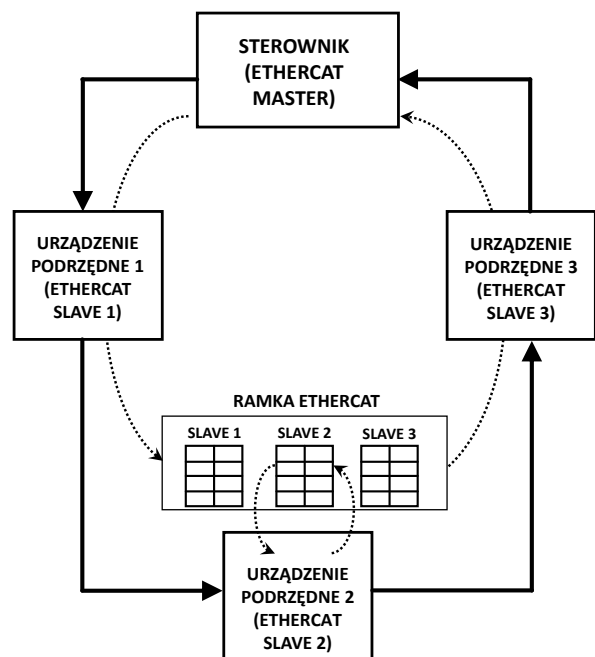 STEROWNIK
(ETHERCAT
MASTER)
URZĄDZENIE
PODRZĘDNE 1
(ETHERCAT
SLAVE 1)
URZĄDZENIE
PODRZĘDNE 3
(ETHERCAT
SLAVE 3)
RAMKA ETHERCAT
SLAVE 1
SLAVE 2
SLAVE 3
URZĄDZENIE
PODRZĘDNE 2
(ETHERCAT
SLAVE 2)